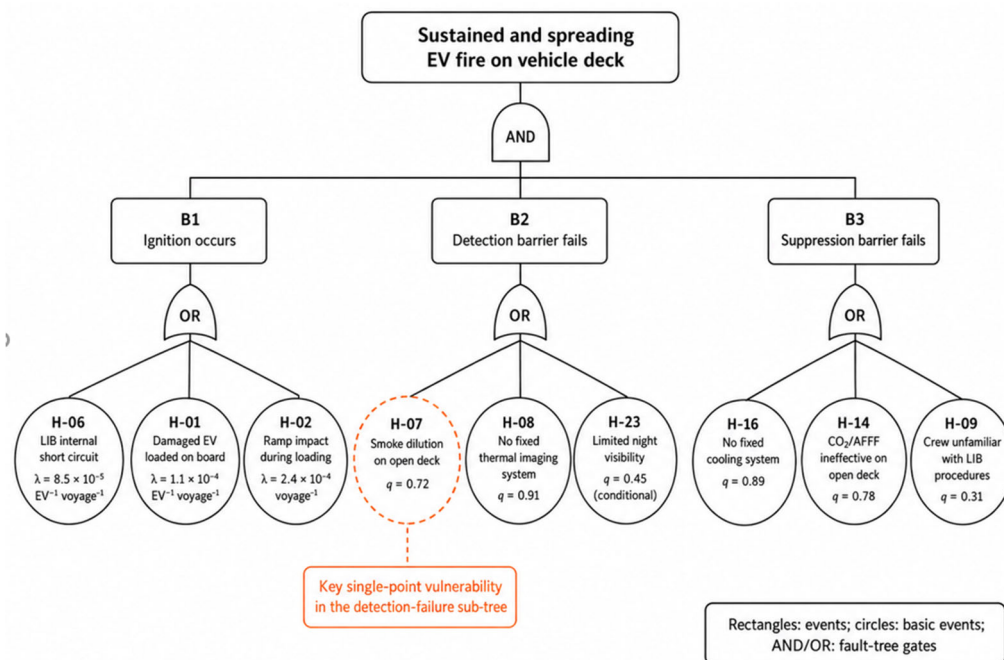 Sustained and spreading
EV fire on vehicle deck
AND
B1
Ignition occurs
B2
Detection barrier fails
B3
Suppression barrier fails
OR
OR
OR
H-06
LIB internal
short circuit
λ = 8.5 × 10⁻⁵
EV⁻¹ voyage⁻¹
H-01
Damaged EV
loaded on board
λ = 1.1 × 10⁻⁴
EV⁻¹ voyage⁻¹
H-02
Ramp impact
during loading
λ = 2.4 × 10⁻⁴
voyage⁻¹
H-07
Smoke dilution
on open deck
q = 0.72
H-08
No fixed
thermal imaging
system
q = 0.91
H-23
Limited night
visibility
q = 0.45
(conditional)
H-16
No fixed
cooling system
q = 0.89
H-14
CO₂/AFFF
ineffective on
open deck
q = 0.78
H-09
Crew unfamiliar
with LIB
procedures
q = 0.31
Key single-point vulnerability
in the detection-failure sub-tree
Rectangles: events; circles: basic events;
AND/OR: fault-tree gates